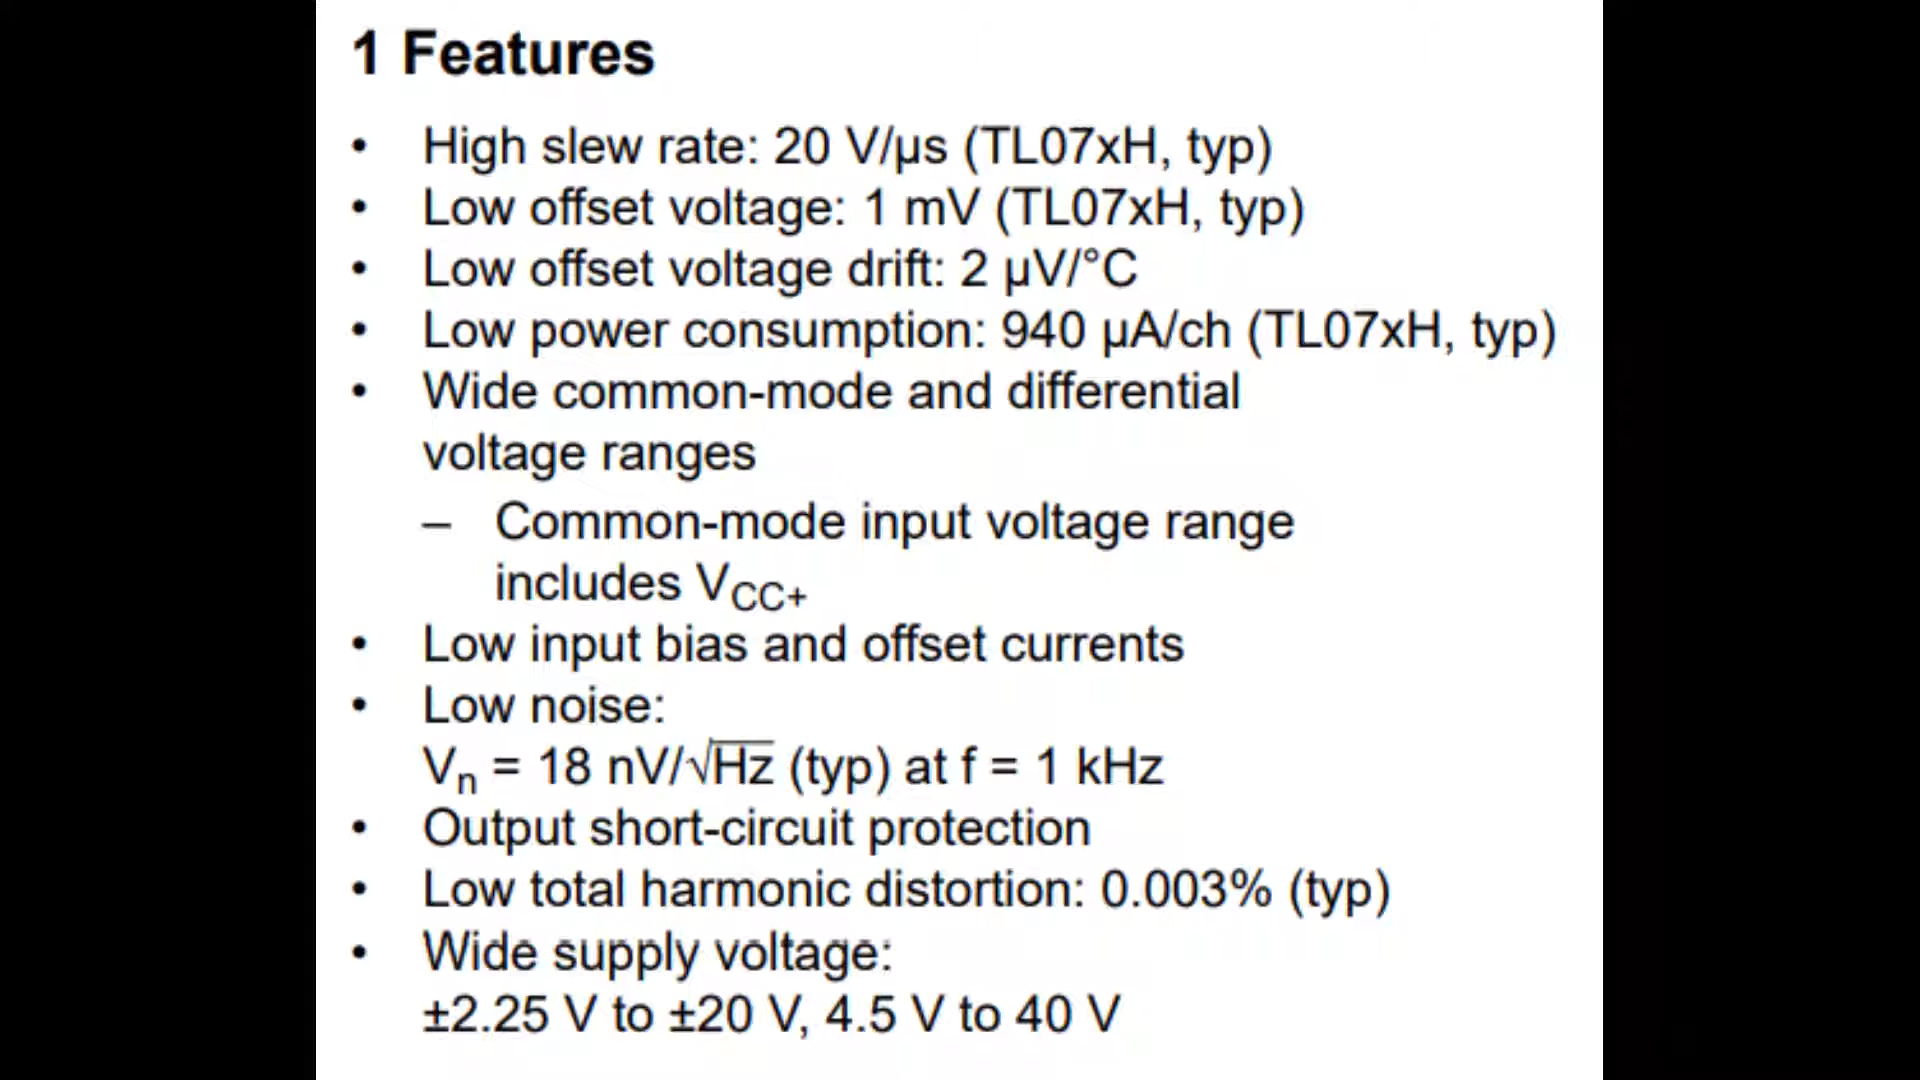 1 Features
• High slew rate: 20 V/μs (TL07xH, typ)
• Low offset voltage: 1 mV (TL07xH, typ)
• Low offset voltage drift: 2 μV/°C
• Low power consumption: 940 μA/ch (TL07xH, typ)
• Wide common-mode and differential
voltage ranges
– Common-mode input voltage range
includes VCC+
• Low input bias and offset currents
• Low noise:
Vn = 18 nV/√Hz (typ) at f = 1 kHz
• Output short-circuit protection
• Low total harmonic distortion: 0.003% (typ)
• Wide supply voltage:
±2.25 V to ±20 V, 4.5 V to 40 V